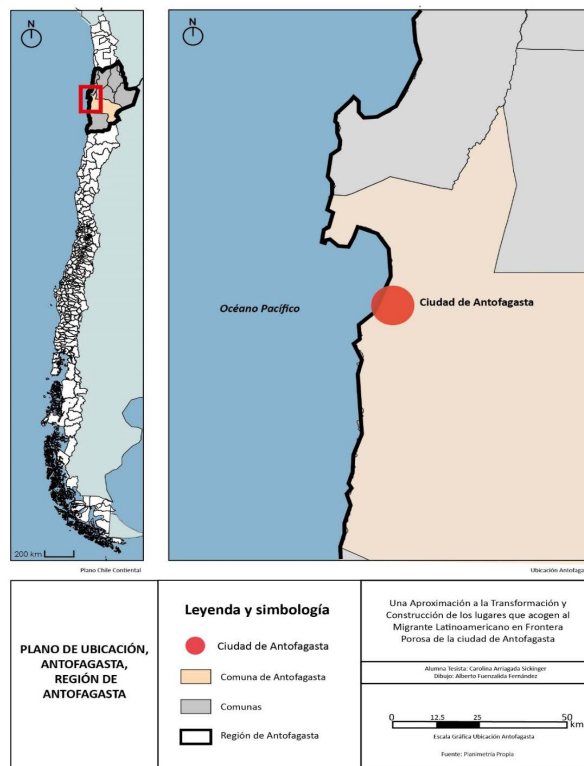 N
N
Océano Pacífico
Ciudad de Antofagasta
200 km
Plano Chile Contiental
Ubicación Antofaga
PLANO DE UBICACIÓN,
ANTOFAGASTA,
REGIÓN DE
ANTOFAGASTA
Leyenda y simbología
Ciudad de Antofagasta
Comuna de Antofagasta
Comunas
Región de Antofagasta
Una Aproximación a la Transformación y
Construcción de los lugares que acogen al
Migrante Latinoamericano en Frontera
Porosa de la ciudad de Antofagasta
Alumna Tesista: Carolina Arriagada Sickinger
Dibujo: Alberto Fuenzalida Fernández
0 12.5 25 50
km
Escala Gráfica Ubicación Antofagasta
Fuente: Planimetría Propia